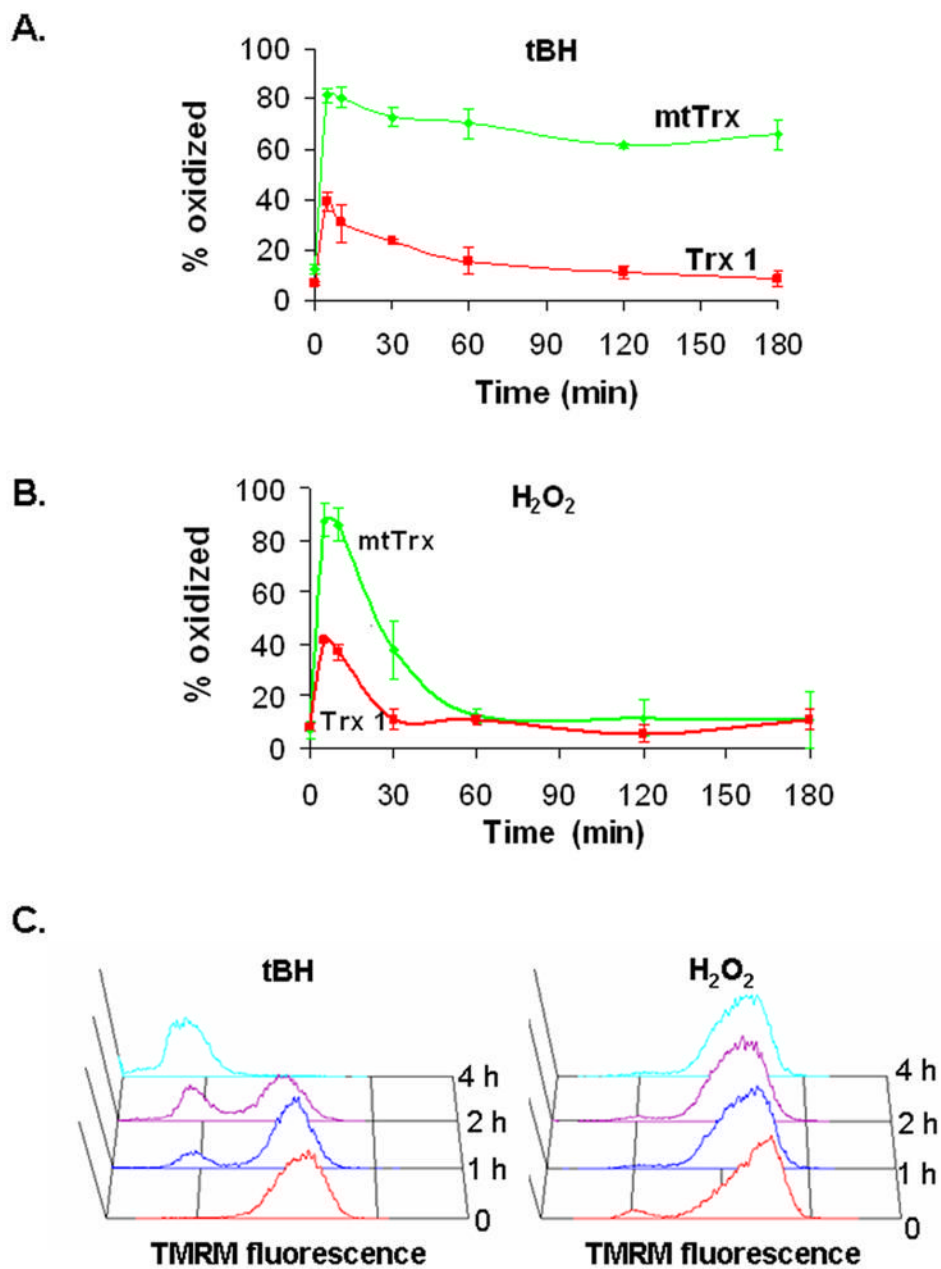 A.
tBH
100
80
60
40
20
0
% oxidized
mtTrx
Trx 1
0 30 60 90 120 150 180
Time (min)
B.
H₂O₂
100
80
60
40
20
0
% oxidized
mtTrx
Trx 1
0 30 60 90 120 150 180
Time (min)
C.
tBH
4 h
2 h
1 h
0
TMRM fluorescence
H₂O₂
4 h
2 h
1 h
0
TMRM fluorescence